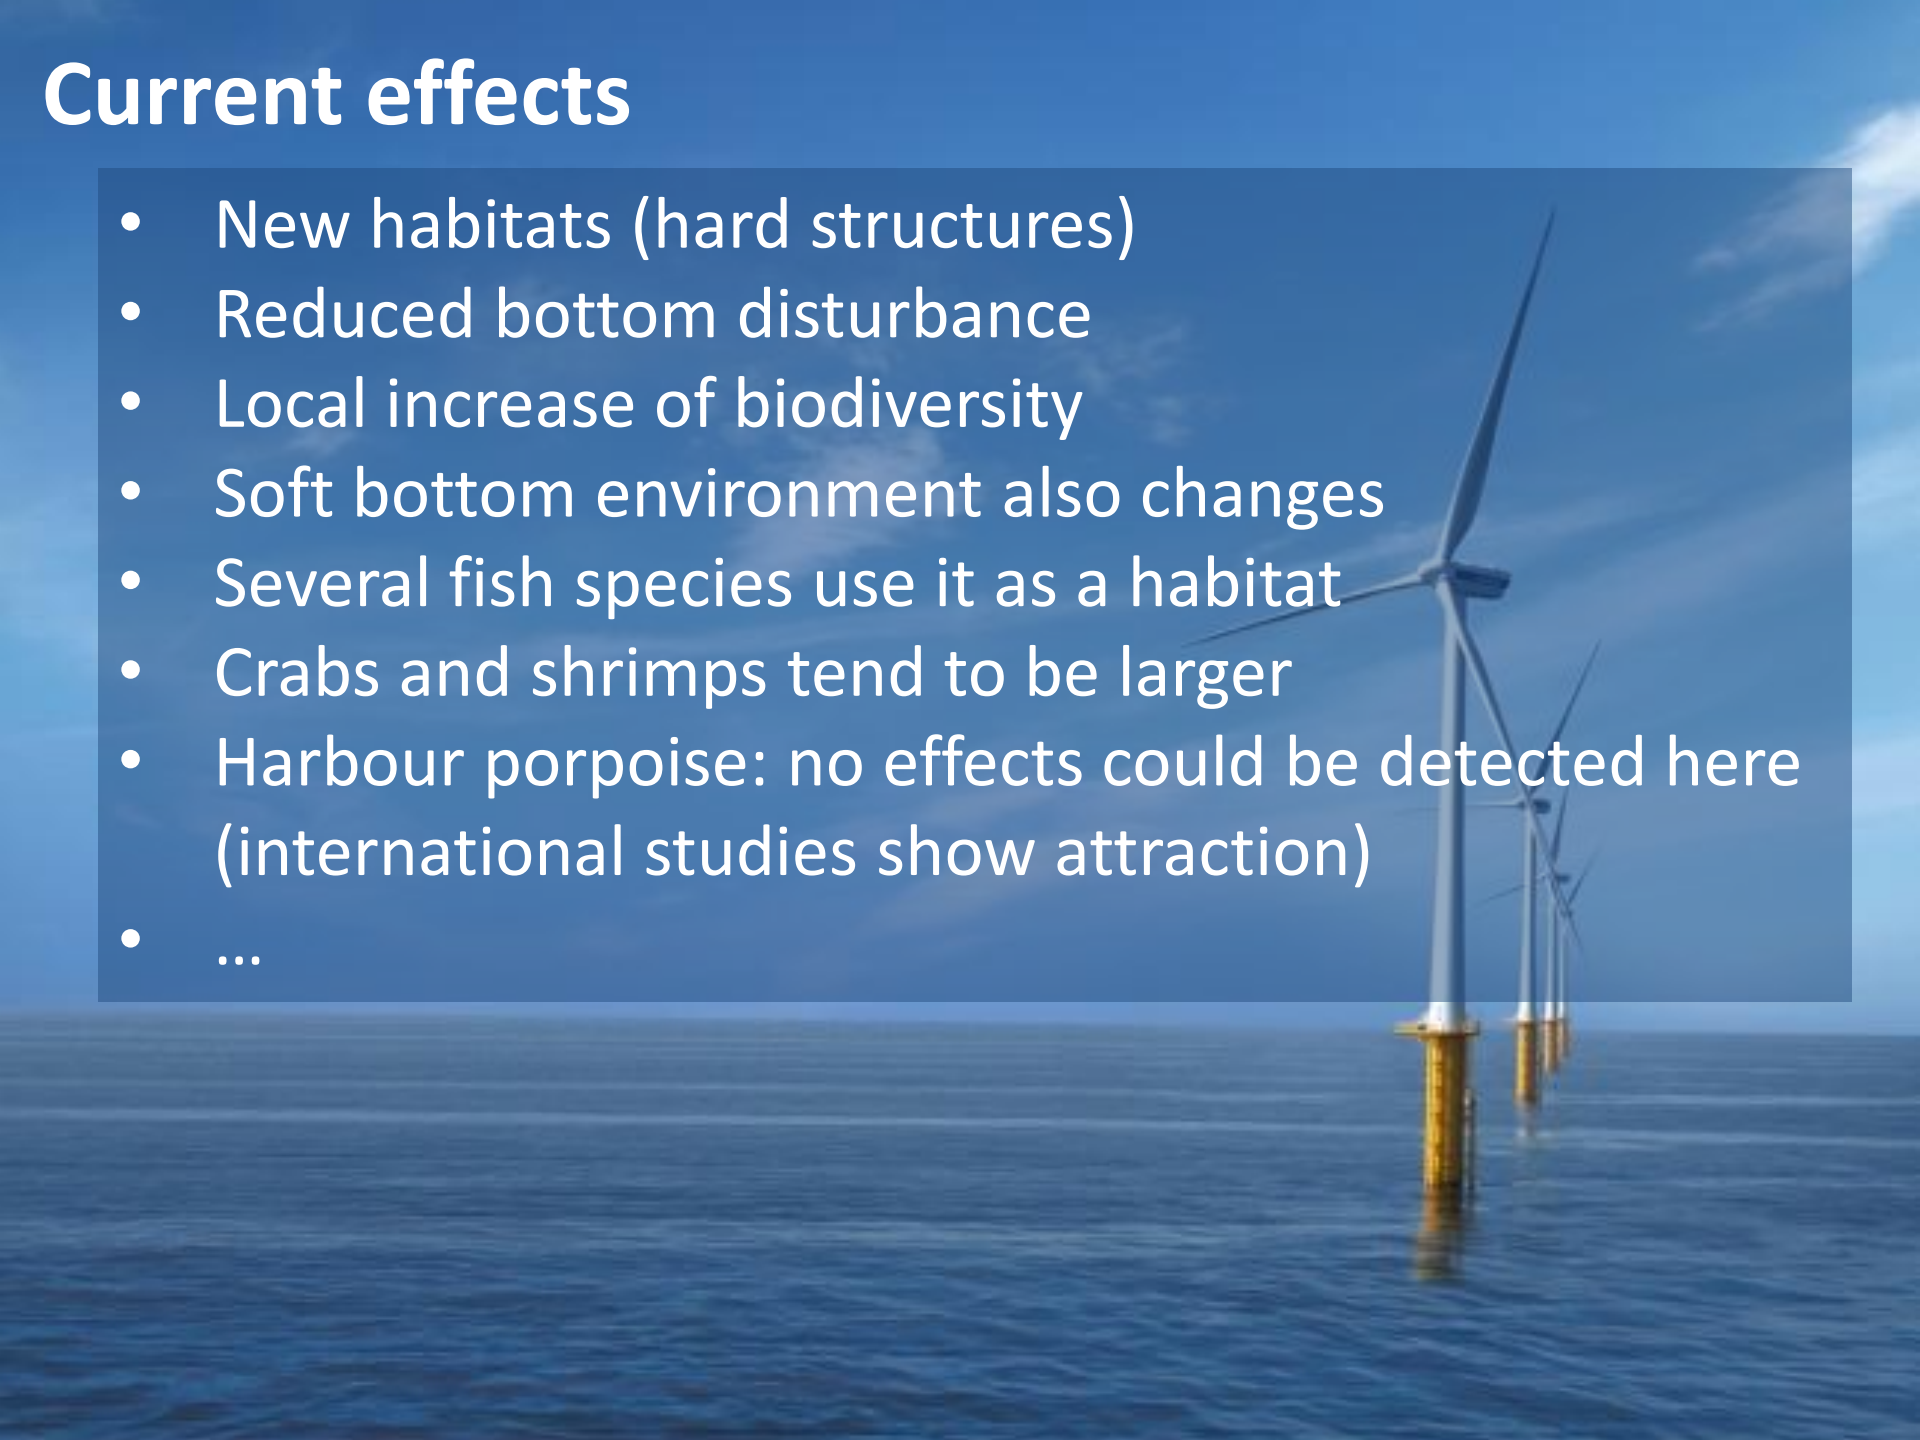 Current effects
• New habitats (hard structures)
• Reduced bottom disturbance
• Local increase of biodiversity
• Soft bottom environment also changes
• Several fish species use it as a habitat
• Crabs and shrimps tend to be larger
• Harbour porpoise: no effects could be detected here
(international studies show attraction)
• …